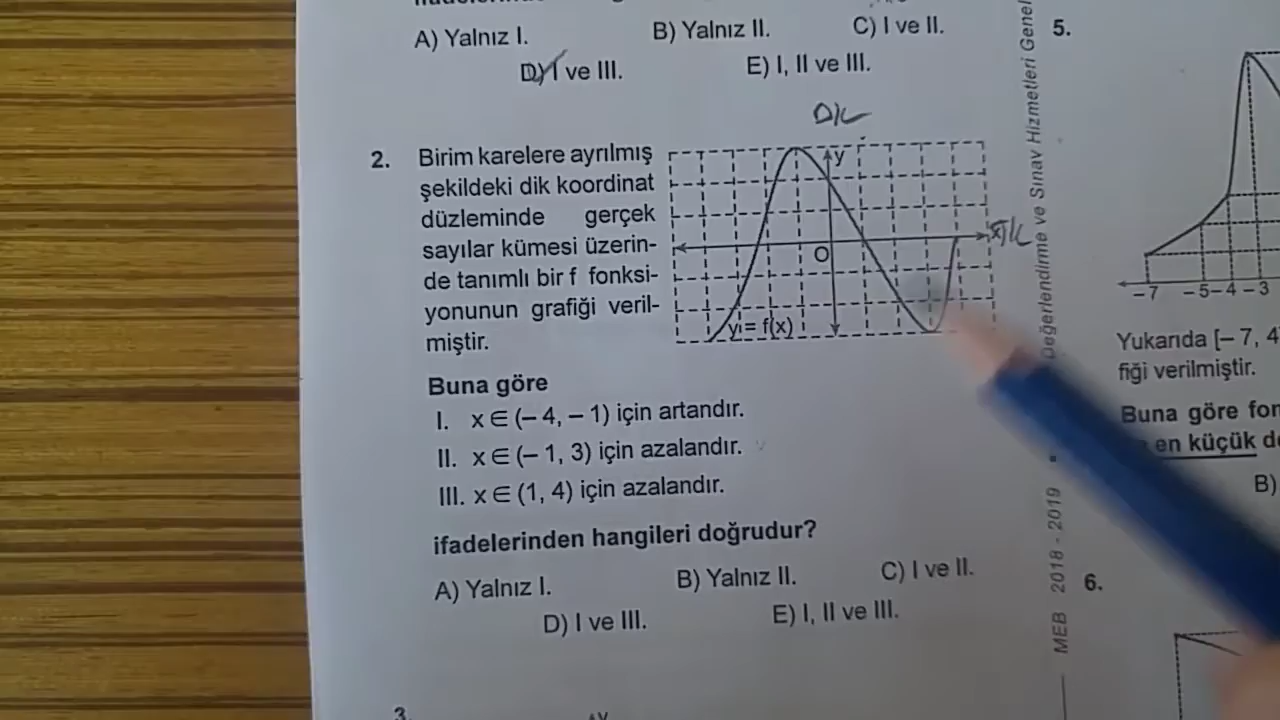 A) Yalnız I.
B) Yalnız II.
C) I ve II.
D) I ve III.
E) I, II ve III.
2. Birim karelere ayrılmış
şekildeki dik koordinat
düzleminde gerçek
sayılar kümesi üzerin-
de tanımlı bir f fonksi-
yonunun grafiği veril-
miştir.
y
O
y = f(x)
Buna göre
I. x ∈ (– 4, – 1) için artandır.
II. x ∈ (– 1, 3) için azalandır.
III. x ∈ (1, 4) için azalandır.
ifadelerinden hangileri doğrudur?
A) Yalnız I.
B) Yalnız II.
C) I ve II.
D) I ve III.
E) I, II ve III.
3.
Değerlendirme ve Sınav Hizmetleri Genel
MEB 2018 - 2019 •
5.
– 7 – 5 – 4 – 3
Yukarıda [– 7, 4
fiği verilmiştir.
Buna göre fon
en küçük
B)
6.